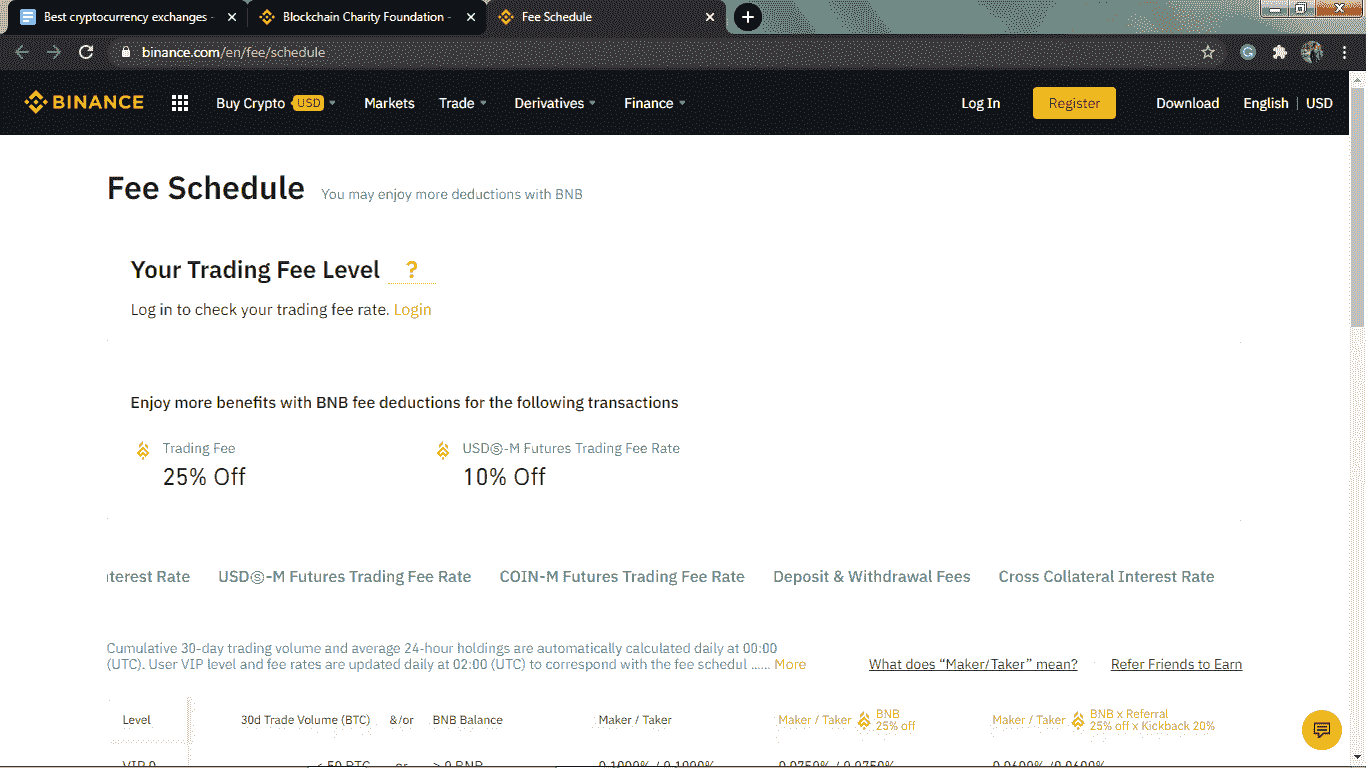 Best cryptocurrency exchanges -
Blockchain Charity Foundation -
Fee Schedule
binance.com/en/fee/schedule
BINANCE
Buy Crypto USD
Markets
Trade
Derivatives
Finance
Log In
Register
Download
English | USD
Fee Schedule
You may enjoy more deductions with BNB
Your Trading Fee Level ?
Log in to check your trading fee rate. Login
Enjoy more benefits with BNB fee deductions for the following transactions
Trading Fee
25% Off
USDⓈ-M Futures Trading Fee Rate
10% Off
nterest Rate
USDⓈ-M Futures Trading Fee Rate
COIN-M Futures Trading Fee Rate
Deposit & Withdrawal Fees
Cross Collateral Interest Rate
Cumulative 30-day trading volume and average 24-hour holdings are automatically calculated daily at 00:00
(UTC). User VIP level and fee rates are updated daily at 02:00 (UTC) to correspond with the fee schedul ...... More
What does “Maker/Taker” mean?
Refer Friends to Earn
Level
30d Trade Volume (BTC)
&/or
BNB Balance
Maker / Taker
Maker / Taker BNB
25% off
Maker / Taker BNB x Referral
25% off x Kickback 20%
VIP 0
< 50 BTC
or
≥ 0 BNB
0.1000% / 0.1000%
0.0750% / 0.0750%
0.0600% / 0.0600%